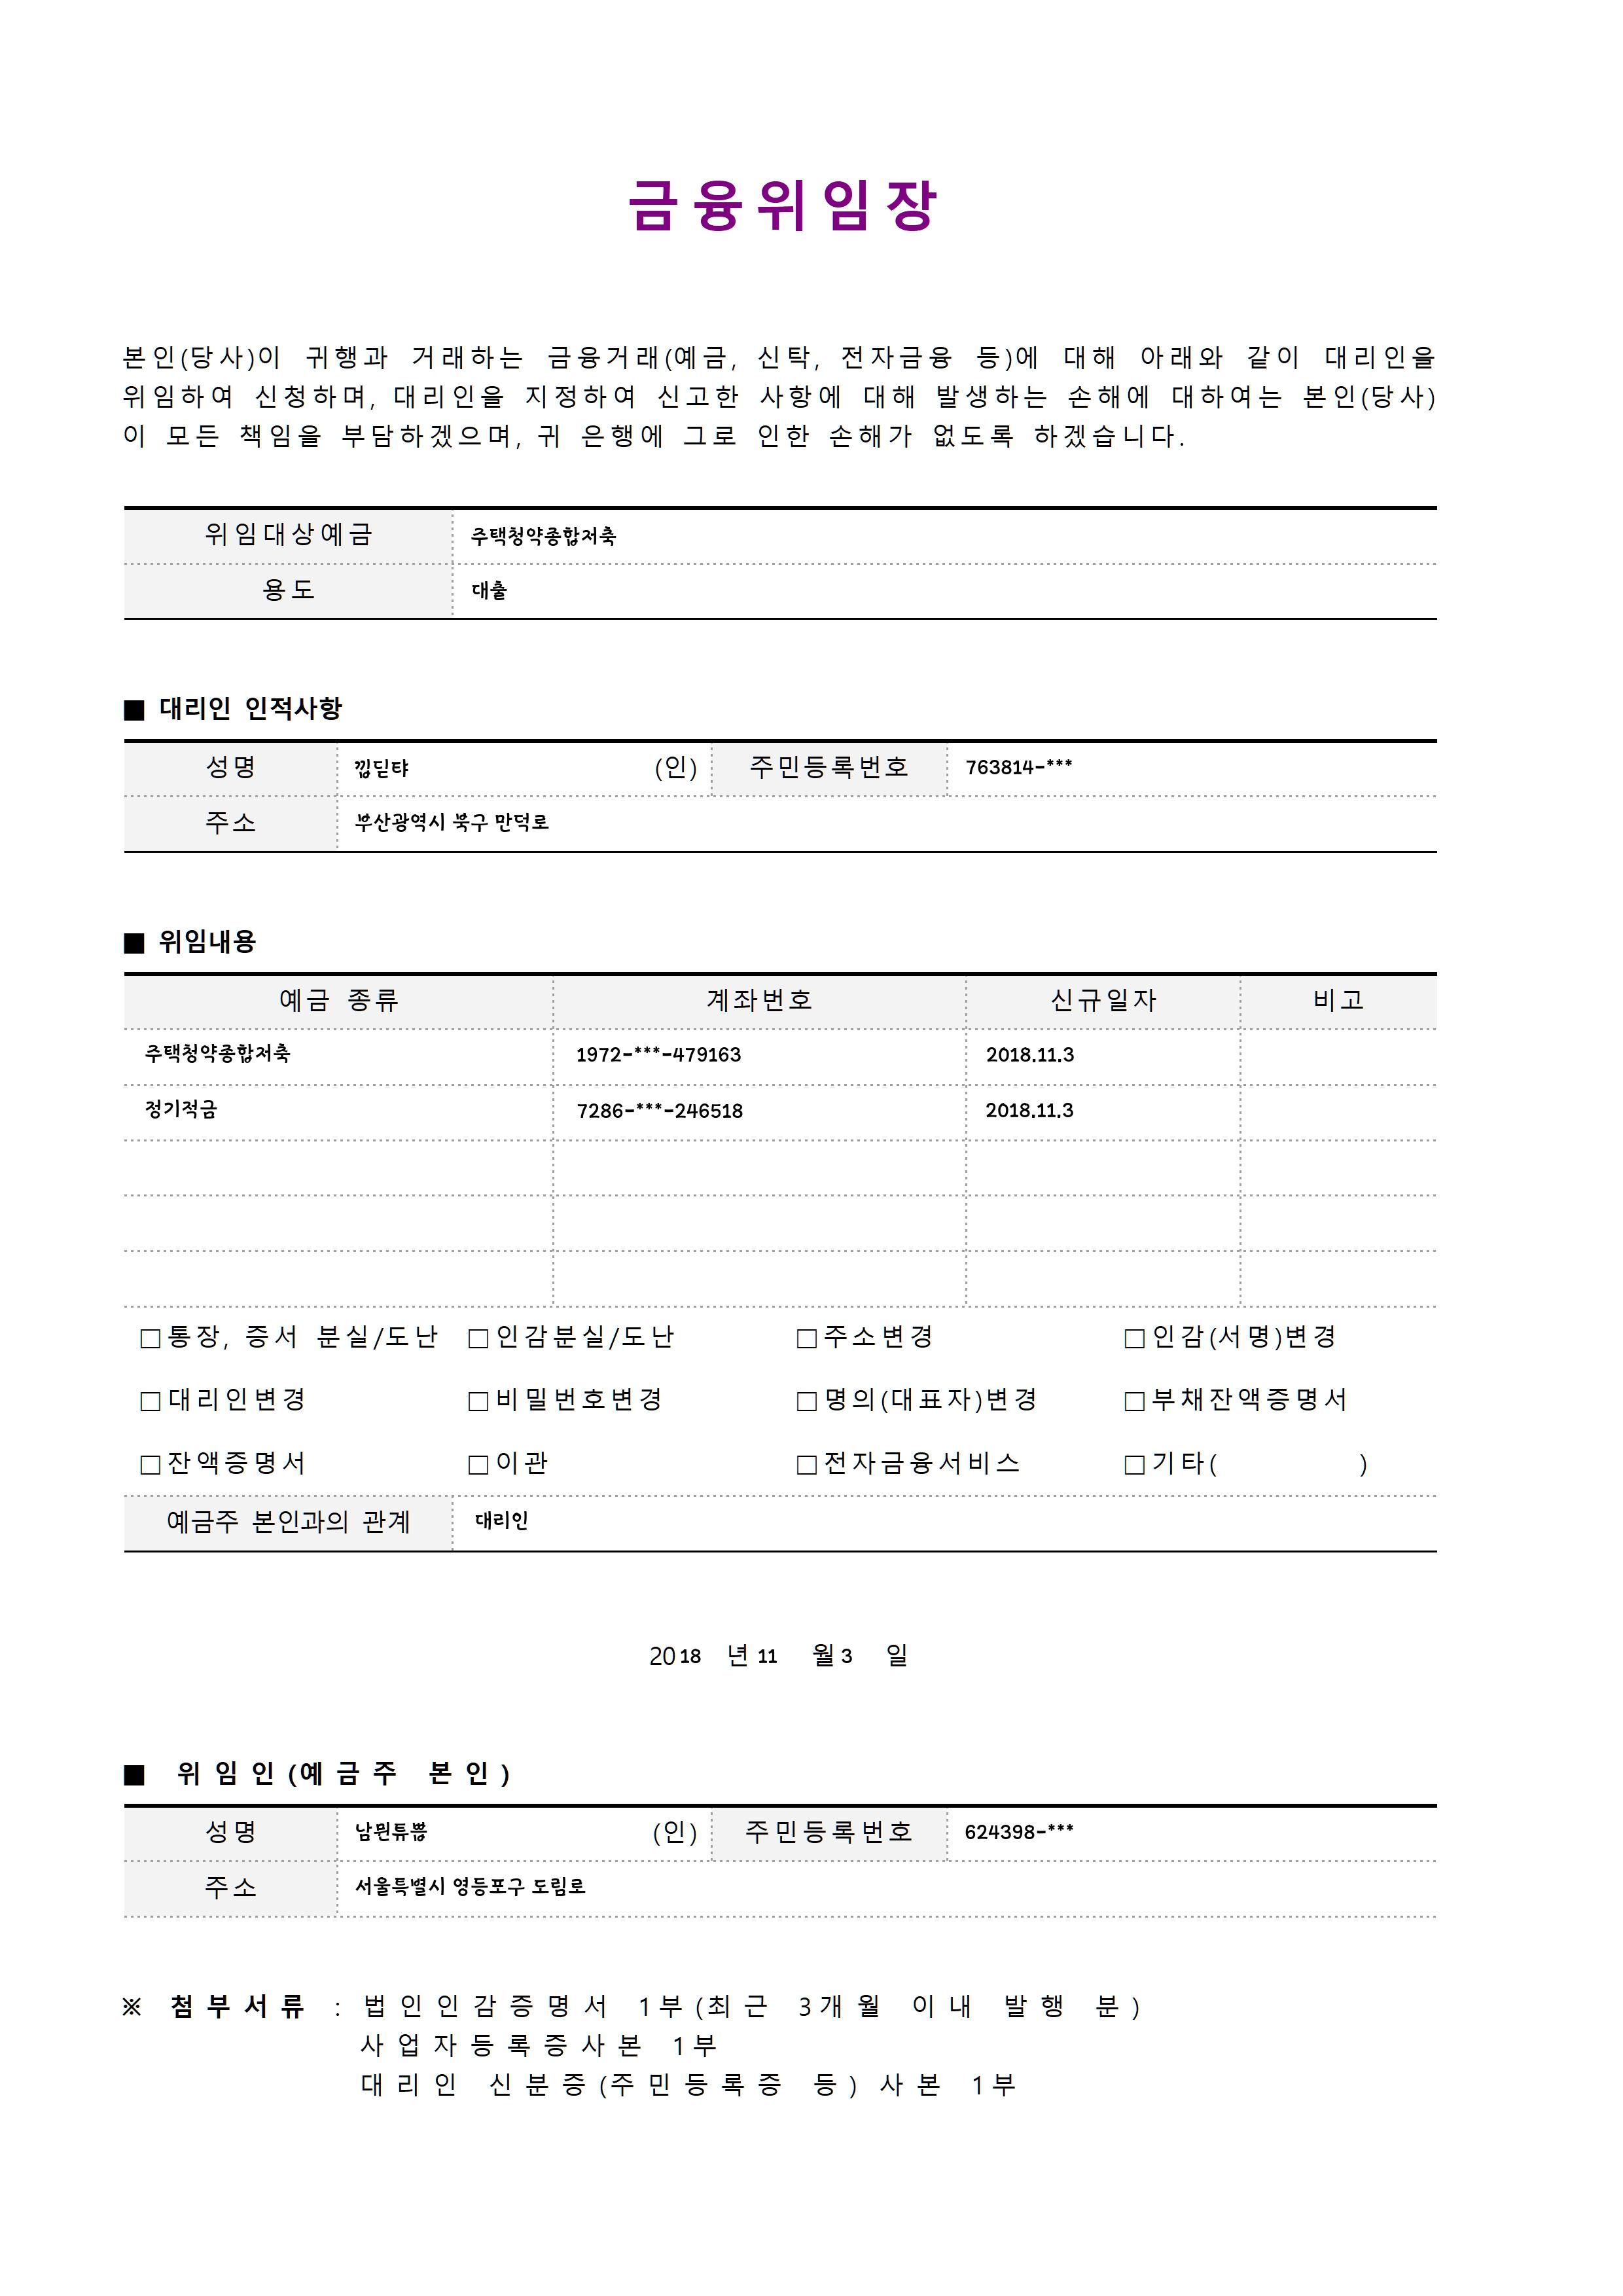 금융위임장
본인(당사)이 귀행과 거래하는 금융거래(예금, 신탁, 전자금융 등)에 대해 아래와 같이 대리인을
위임하여 신청하며, 대리인을 지정하여 신고한 사항에 대해 발생하는 손해에 대하여는 본인(당사)
이 모든 책임을 부담하겠으며, 귀 은행에 그로 인한 손해가 없도록 하겠습니다.
위임대상예금 주택청약종합저축
용도 대출
■ 대리인 인적사항
성명 (인) 주민등록번호 763814-***
주소 부산광역시 북구 만덕로
■ 위임내용
예금 종류 계좌번호 신규일자 비고
주택청약종합저축 1972-***-479163 2018.11.3
정기적금 7286-***-246518 2018.11.3
□통장, 증서 분실/도난 □인감분실/도난 □주소변경 □인감(서명)변경
□대리인변경 □비밀번호변경 □명의(대표자)변경 □부채잔액증명서
□잔액증명서 □이관 □전자금융서비스 □기타( )
예금주 본인과의 관계 대리인
2018 년 11 월 3 일
■ 위임인(예금주 본인)
성명 (인) 주민등록번호 624398-***
주소 서울특별시 영등포구 도림로
※ 첨부서류 : 법인인감증명서 1부(최근 3개월 이내 발행 분)
사업자등록증사본 1부
대리인 신분증(주민등록증 등) 사본 1부